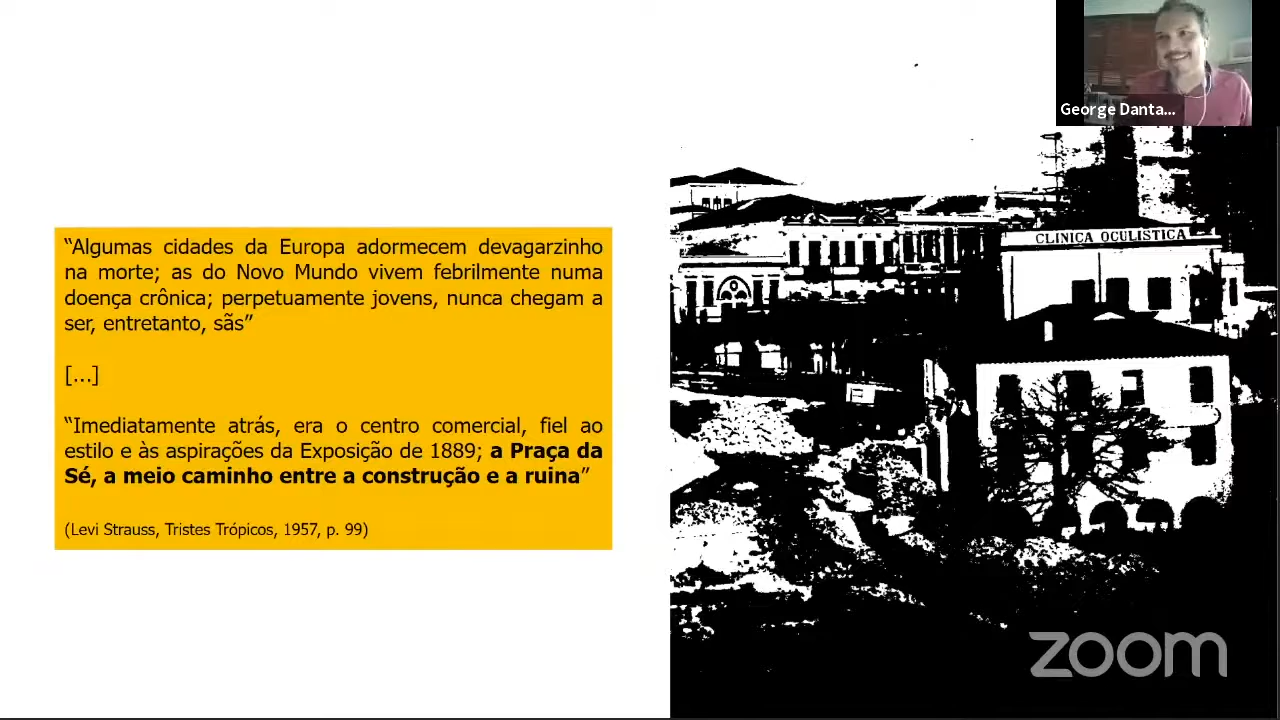 George Danta...
CLINICA OCULISTICA
“Algumas cidades da Europa adormecem devagarzinho
na morte; as do Novo Mundo vivem febrilmente numa
doença crônica; perpetuamente jovens, nunca chegam a
ser, entretanto, sãs”
[...]
“Imediatamente atrás, era o centro comercial, fiel ao
estilo e às aspirações da Exposição de 1889; a Praça da
Sé, a meio caminho entre a construção e a ruina”
(Levi Strauss, Tristes Trópicos, 1957, p. 99)
zoom